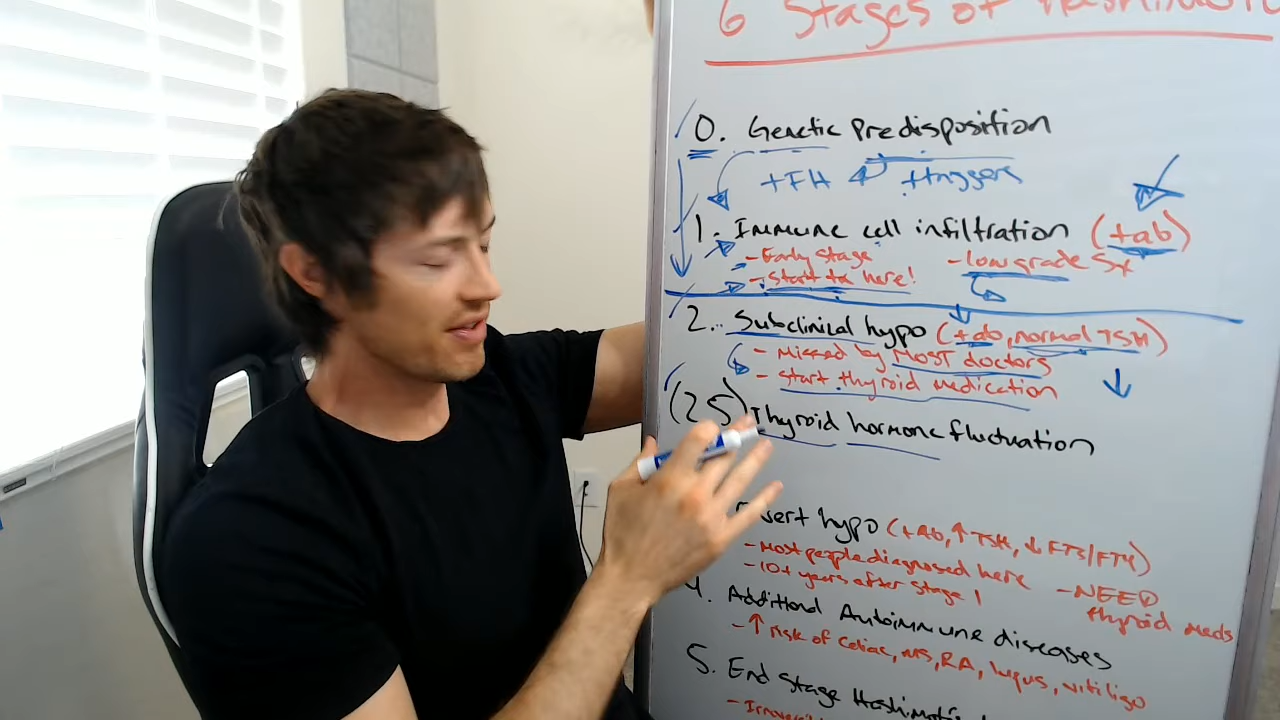 6 Stages of Hashimoto
0. Genetic predisposition
+FH triggers
1. Immune cell infiltration (+ab)
- Early stage - low grade Sx
- Start tx here!
2. Subclinical hypo (+ab, normal TSH)
- Missed by MOST doctors
- start thyroid medication
(2.5) Thyroid hormone fluctuation
overt hypo (+Ab, ↑TSH, ↓FT3/FT4)
- Most people diagnosed here
- 10+ years after stage 1 - NEED thyroid meds
4. Additional Autoimmune diseases
- ↑ risk of Celiac, MS, RA, lupus, vitiligo
5. End stage Hashimoto